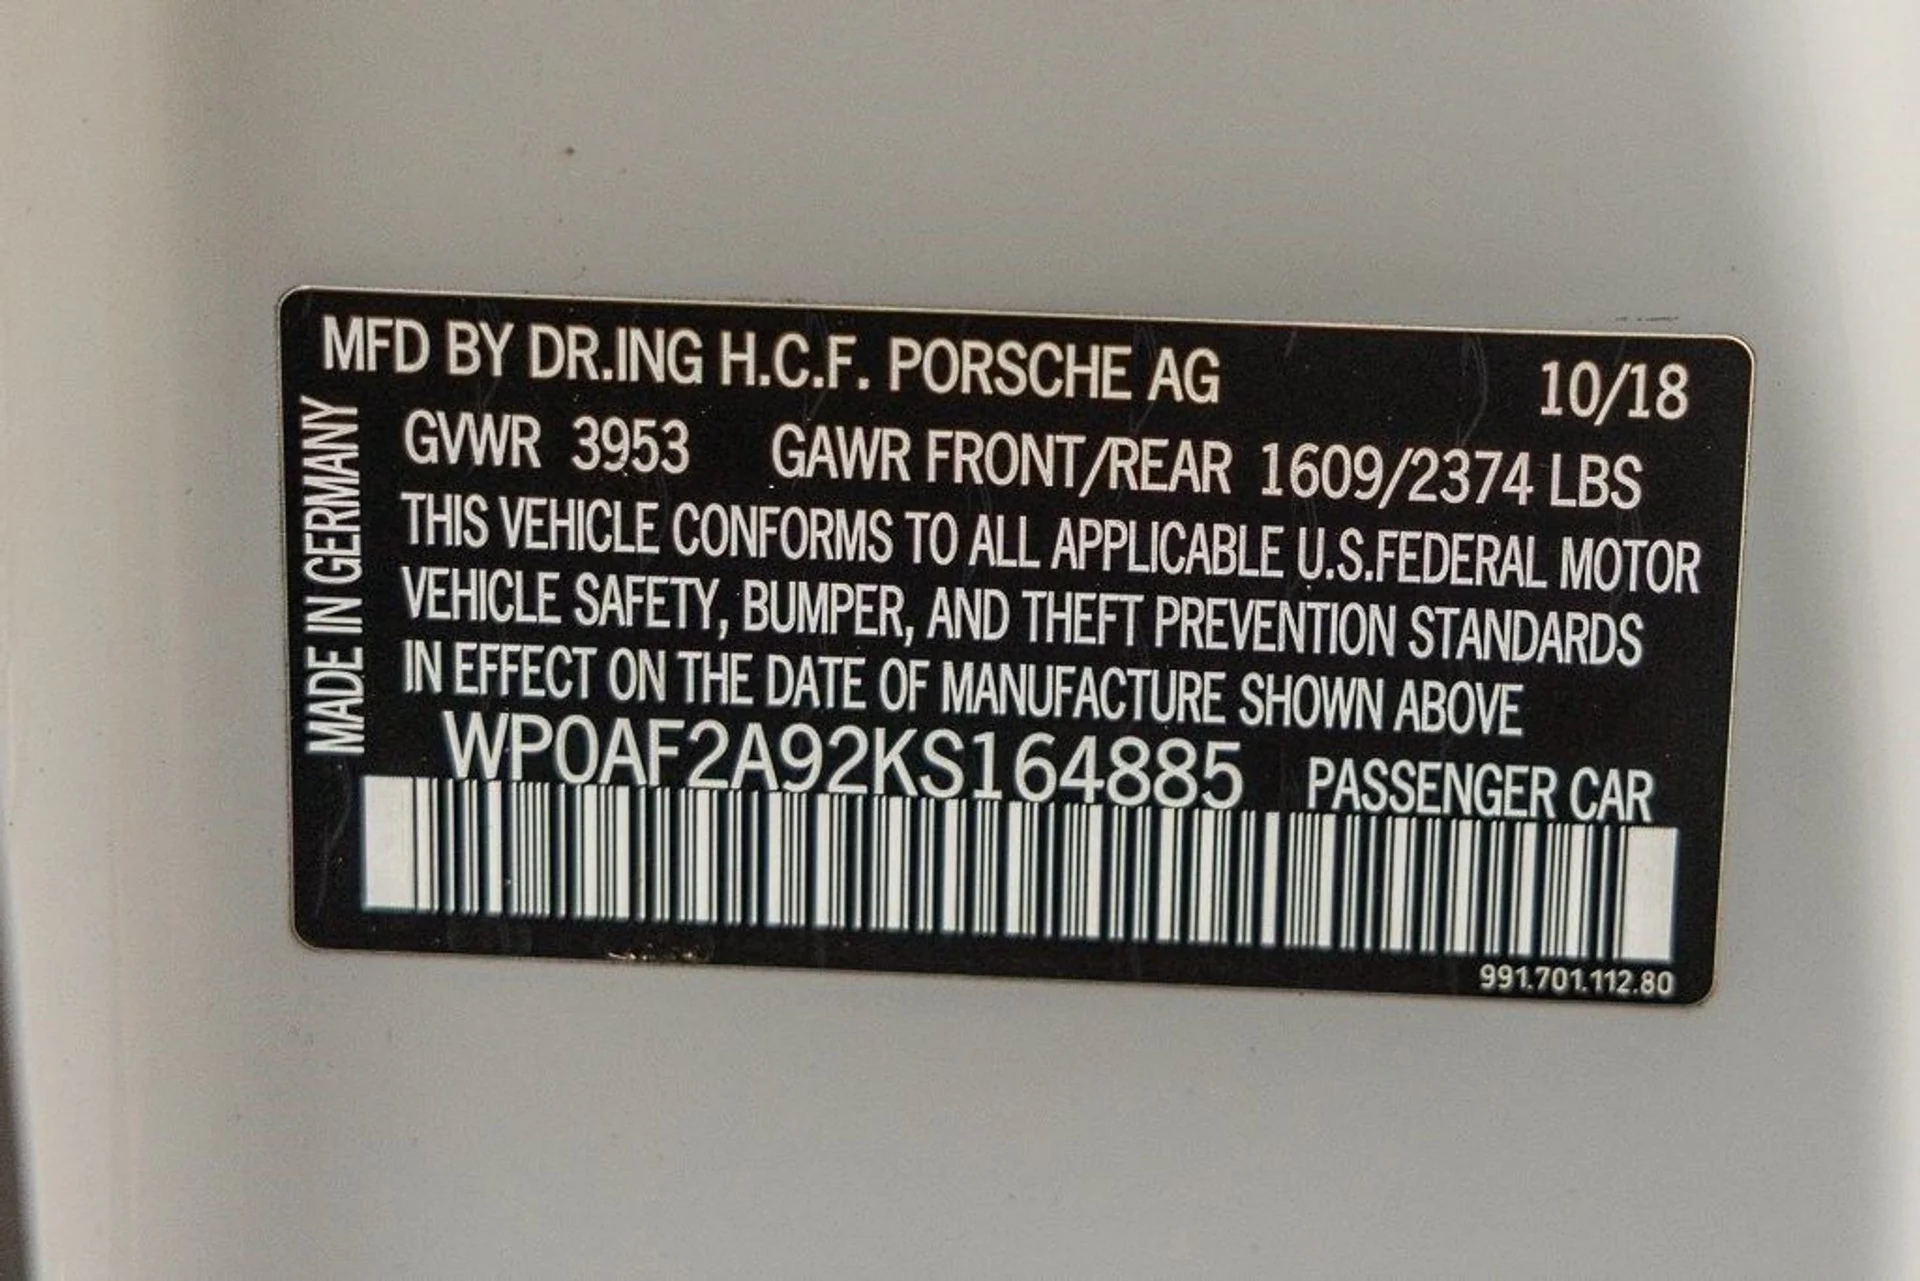 MFD BY DR.ING H.C.F. PORSCHE AG 10/18
GVWR 3953 GAWR FRONT/REAR 1609/2374 LBS
THIS VEHICLE CONFORMS TO ALL APPLICABLE U.S.FEDERAL MOTOR
VEHICLE SAFETY, BUMPER, AND THEFT PREVENTION STANDARDS
IN EFFECT ON THE DATE OF MANUFACTURE SHOWN ABOVE
WP0AF2A92KS164885 PASSENGER CAR
991.701.112.80
MADE IN GERMANY